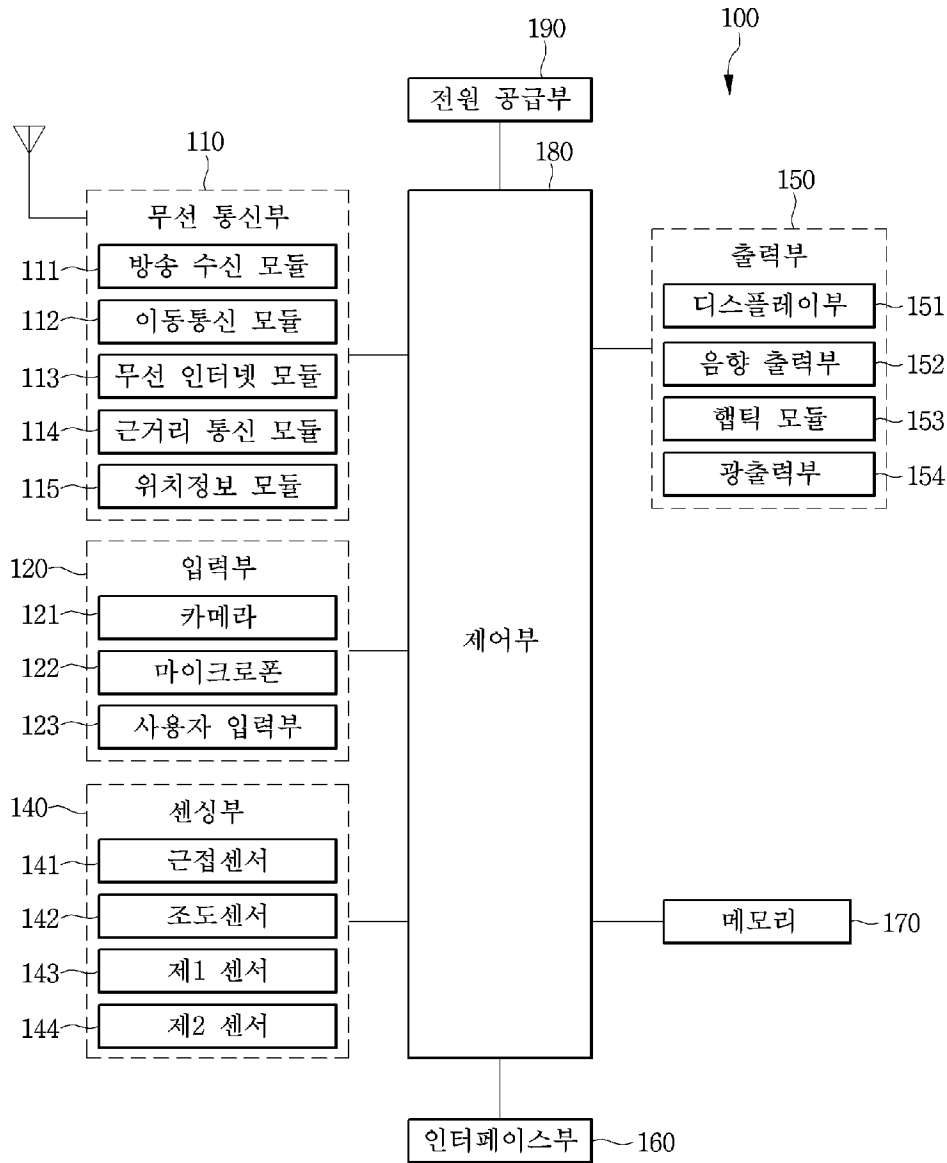 100
190
전원 공급부
180
110
무선 통신부
111 방송 수신 모듈
112 이동통신 모듈
113 무선 인터넷 모듈
114 근거리 통신 모듈
115 위치정보 모듈
120 입력부
121 카메라
122 마이크로폰
123 사용자 입력부
140 센싱부
141 근접센서
142 조도센서
143 제1 센서
144 제2 센서
제어부
150
출력부
디스플레이부 151
음향 출력부 152
햅틱 모듈 153
광출력부 154
메모리 170
인터페이스부 160